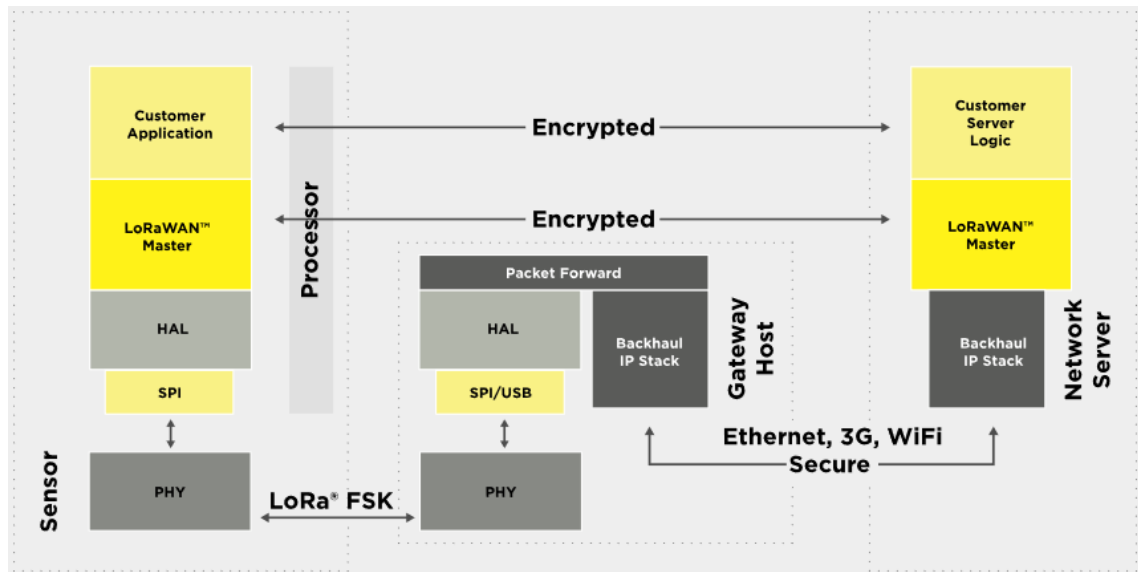 Customer
Application
LoRaWAN™
Master
HAL
SPI
PHY
Sensor
Processor
Encrypted
Encrypted
LoRa® FSK
Packet Forward
HAL
SPI/USB
PHY
Backhaul
IP Stack
Gateway
Host
Ethernet, 3G, WiFi
Secure
Customer
Server
Logic
LoRaWAN™
Master
Backhaul
IP Stack
Network
Server